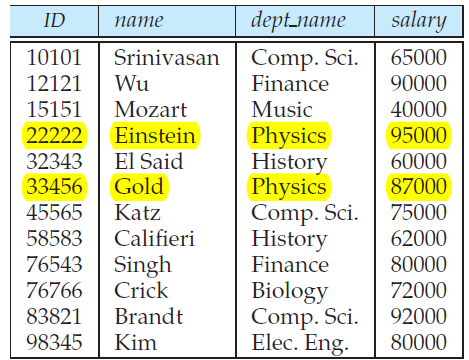 ID name dept_name salary
10101 Srinivasan Comp. Sci. 65000
12121 Wu Finance 90000
15151 Mozart Music 40000
22222 Einstein Physics 95000
32343 El Said History 60000
33456 Gold Physics 87000
45565 Katz Comp. Sci. 75000
58583 Califieri History 62000
76543 Singh Finance 80000
76766 Crick Biology 72000
83821 Brandt Comp. Sci. 92000
98345 Kim Elec. Eng. 80000